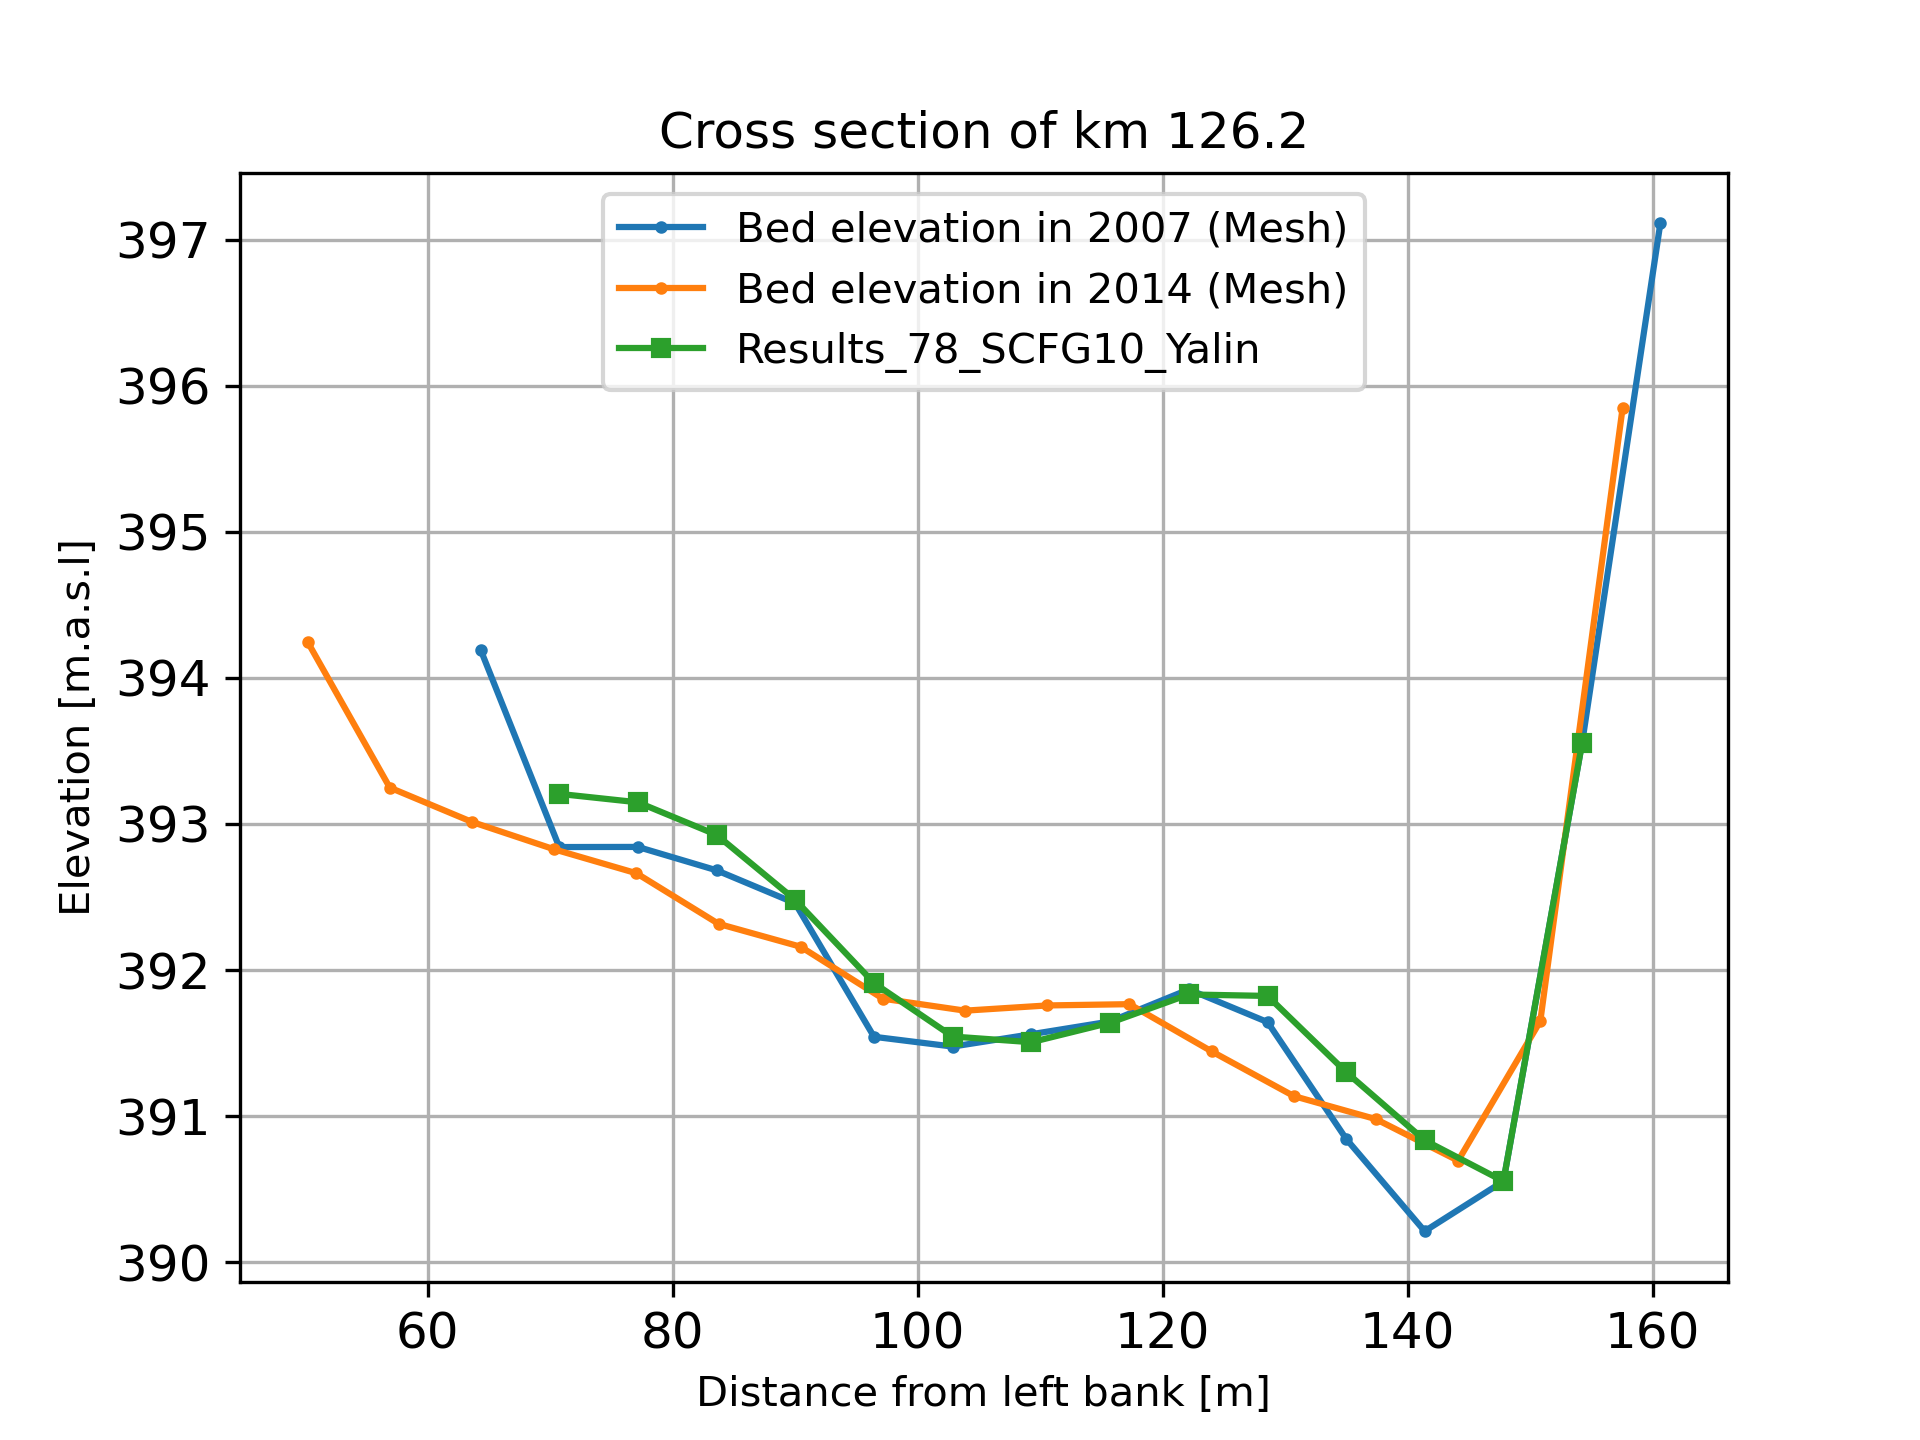 Cross section of km 126.2
Bed elevation in 2007 (Mesh)
Bed elevation in 2014 (Mesh)
Results_78_SCFG10_Yalin
397
396
395
394
393
392
391
390
Elevation [m.a.s.l]
60 80 100 120 140 160
Distance from left bank [m]